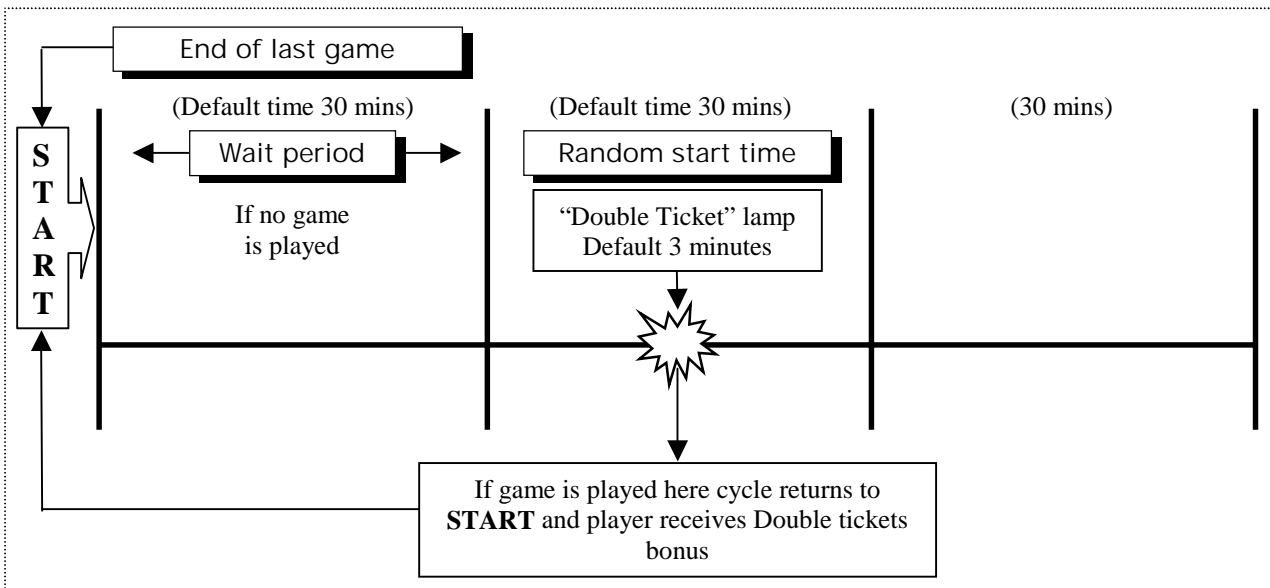 End of last game
(Default time 30 mins)
(Default time 30 mins)
(30 mins)
START
Wait period
Random start time
If no game
is played
“Double Ticket” lamp
Default 3 minutes
If game is played here cycle returns to
START and player receives Double tickets
bonus